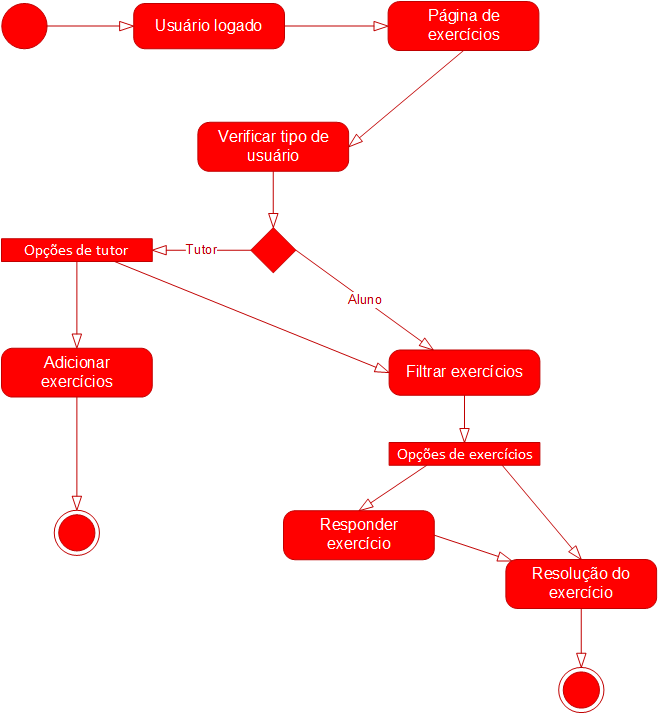 Usuário logado
Página de
exercícios
Verificar tipo de
usuário
Opções de tutor
Tutor
Aluno
Adicionar
exercícios
Filtrar exercícios
Opções de exercícios
Responder
exercício
Resolução do
exercício